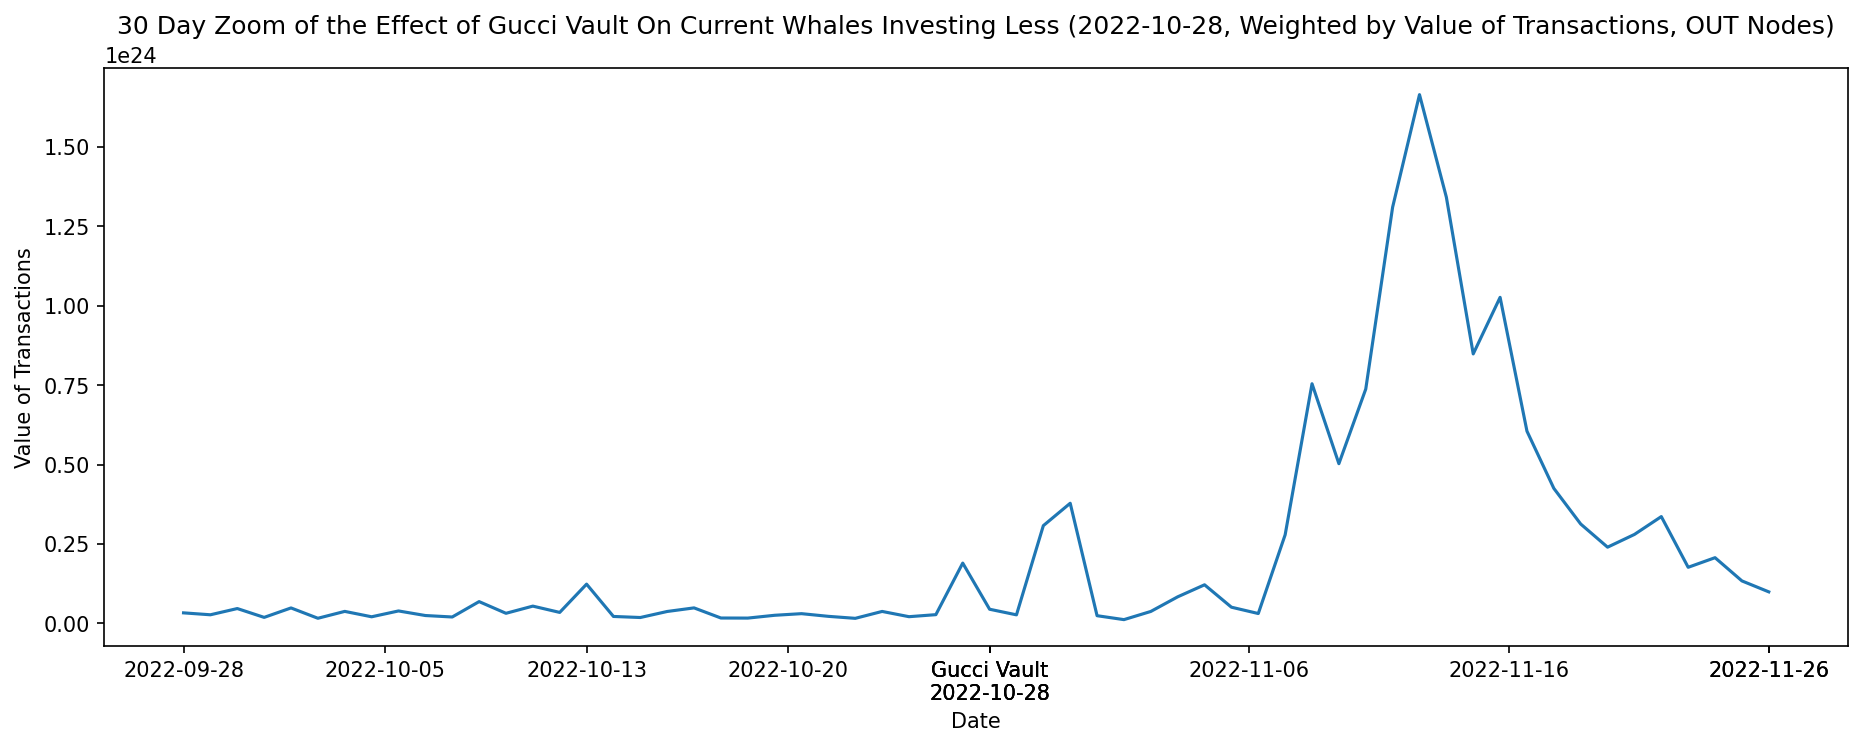 30 Day Zoom of the Effect of Gucci Vault On Current Whales Investing Less (2022-10-28, Weighted by Value of Transactions, OUT Nodes)
1e24
1.50
1.25
1.00
0.75
0.50
0.25
0.00
Value of Transactions
2022-09-28 2022-10-05 2022-10-13 2022-10-20 Gucci Vault 2022-11-06 2022-11-16 2022-11-26
2022-10-28
Date